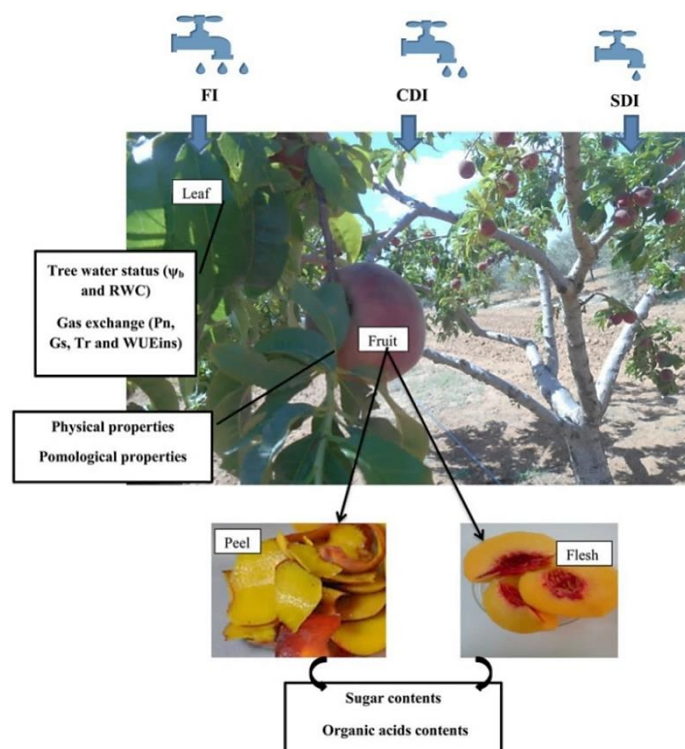 FI
CDI
SDI
Leaf
Tree water status (ψb
and RWC)
Gas exchange (Pn,
Gs, Tr and WUEins)
Fruit
Physical properties
Pomological properties
Peel
Flesh
Sugar contents
Organic acids contents